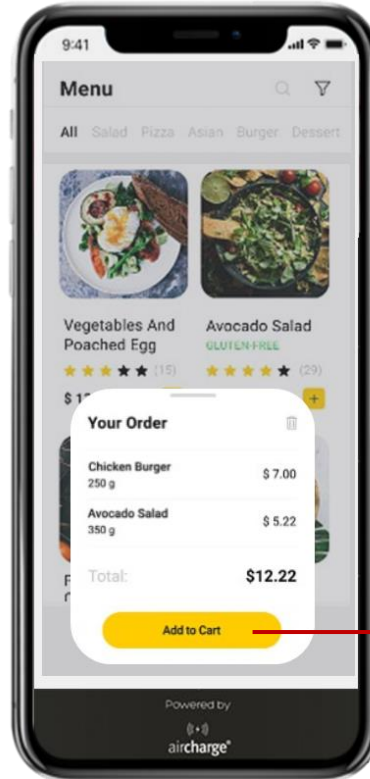 9:41
Menu
All Salad Pizza Asian Burger Dessert
Vegetables And
Poached Egg
(15)
Avocado Salad
GLUTEN-FREE
(29)
+
Your Order
Chicken Burger
250 g
$ 7.00
Avocado Salad
350 g
$ 5.22
Total:
$12.22
Add to Cart
Powered by
aircharge®